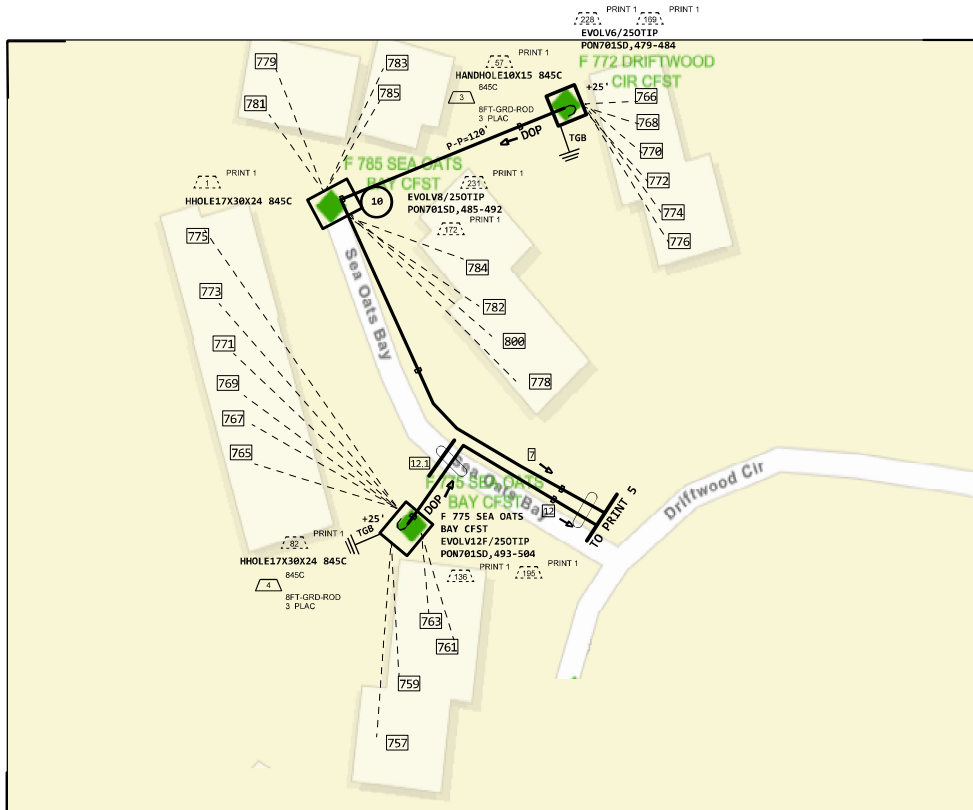 PRINT 1 PRINT 1
228 169
EVOLV6/25OTIP
PON701SD,479-484
F 772 DRIFTWOOD
CIR CFST
+25'
PRINT 1
57
HANDHOLE10X15 845C
845C
3
8FT-GRD-ROD
3 PLAC
779
783
781
785
766
768
770
772
774
776
P-P=120'
DOP
TGB
F 785 SEA OATS
BAY CFST
PRINT 1
1
HHOLE17X30X24 845C
10
PRINT 1
231
EVOLV8/25OTIP
PON701SD,485-492
PRINT 1
172
775
773
771
769
767
765
784
782
800
778
Sea Oats Bay
12.1
7
12
Sea Oats Bay
F 775 SEA OATS
BAY CFST
DOP
TO PRINT 5
Driftwood Cir
F 775 SEA OATS
BAY CFST
EVOLV12F/25OTIP
PON701SD,493-504
PRINT 1
136
PRINT 1
195
+25'
TGB
PRINT 1
82
HHOLE17X30X24 845C
845C
4
8FT-GRD-ROD
3 PLAC
763
761
759
757